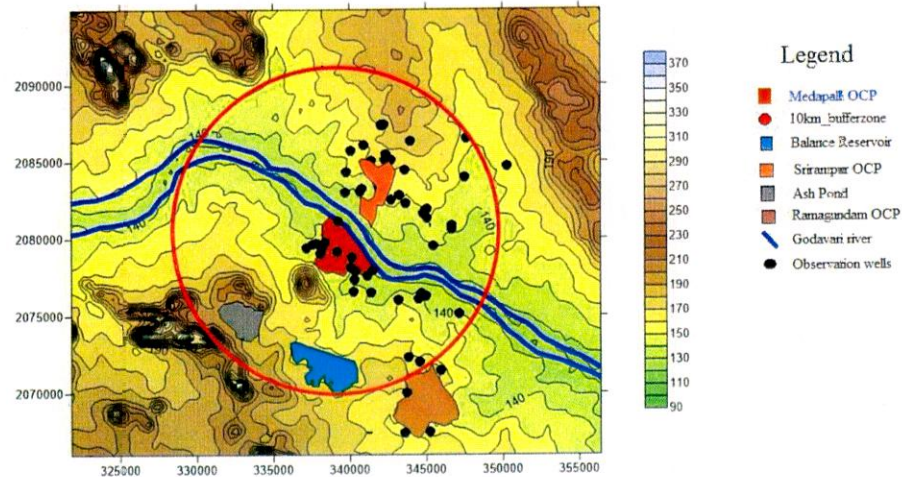 2090000
2085000
2080000
2075000
2070000
325000 330000 335000 340000 345000 350000 355000
140
140
190
140
140
140
370
350
330
310
290
270
250
230
210
190
170
150
130
110
90
Legend
OCP
10km_bufferzone
Balance Reservoir
Srirampur OCP
Ash Pond
Ramagundam OCP
Godavari river
Observation wells